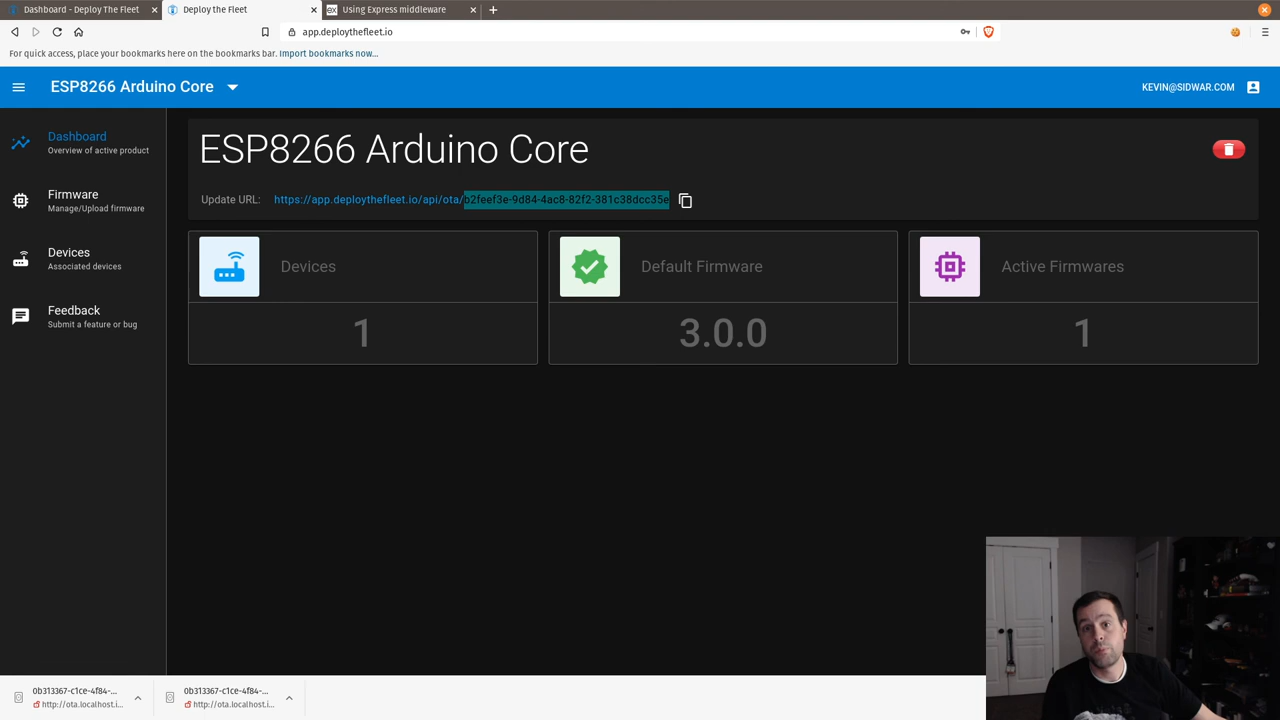 Dashboard - Deploy The Fleet
Deploy the Fleet
ex Using Express middleware
app.deploythefleet.io
For quick access, place your bookmarks here on the bookmarks bar. Import bookmarks now...
ESP8266 Arduino Core
KEVIN@SIDWAR.COM
Dashboard
Overview of active product
Firmware
Manage/Upload firmware
Devices
Associated devices
Feedback
Submit a feature or bug
ESP8266 Arduino Core
Update URL: https://app.deploythefleet.io/api/ota/b2feef3e-9d84-4ac8-82f2-381c38dcc35e
Devices
1
Default Firmware
3.0.0
Active Firmwares
1
0b313367-c1ce-4f84-...
http://ota.localhost.i...
0b313367-c1ce-4f84-...
http://ota.localhost.i...